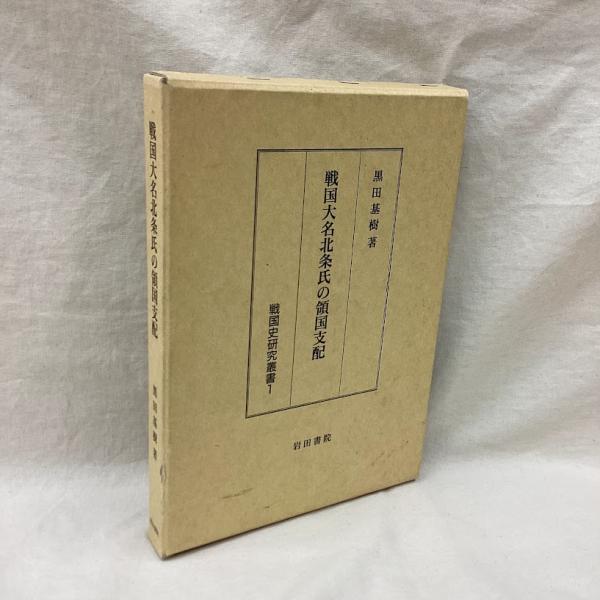 黒田基樹著
戦国大名北条氏の領国支配
戦国史研究叢書1
岩田書院
戦国大名北条氏の領国支配
黒田基樹著